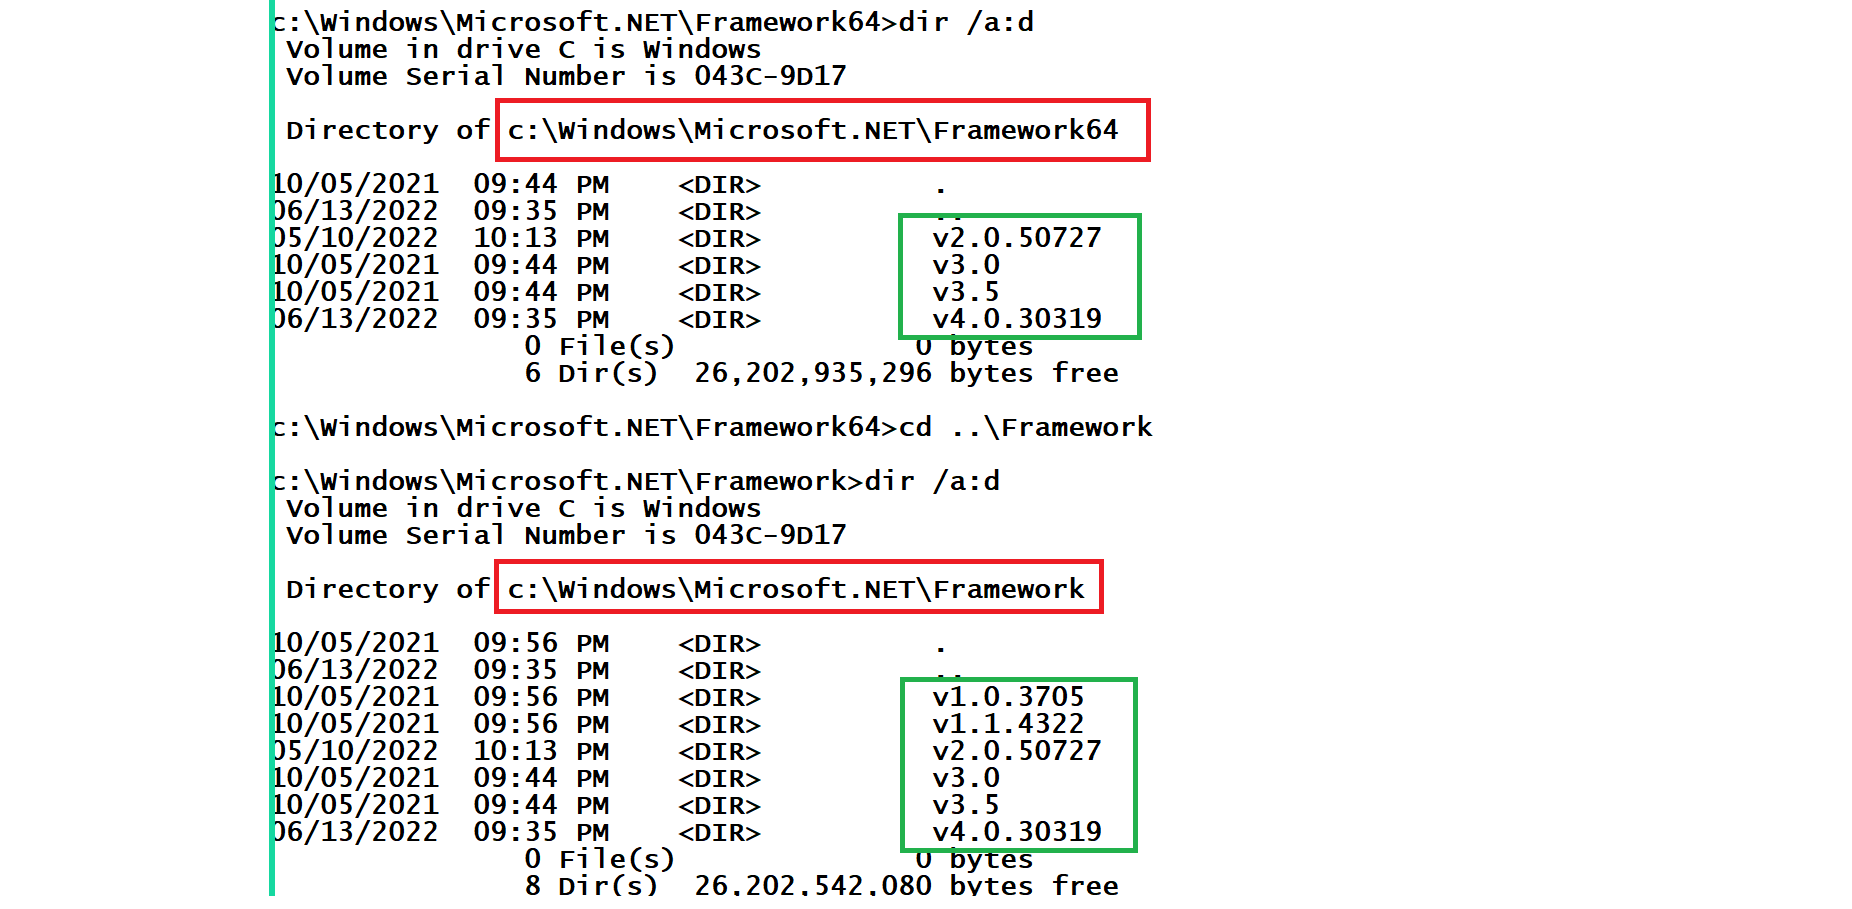 c:\Windows\Microsoft.NET\Framework64>dir /a:d
Volume in drive C is Windows
Volume Serial Number is 043C-9D17
Directory of c:\Windows\Microsoft.NET\Framework64
10/05/2021  09:44 PM    <DIR>          .
06/13/2022  09:35 PM    <DIR>          ..
05/10/2022  10:13 PM    <DIR>          v2.0.50727
10/05/2021  09:44 PM    <DIR>          v3.0
10/05/2021  09:44 PM    <DIR>          v3.5
06/13/2022  09:35 PM    <DIR>          v4.0.30319
0 File(s)              0 bytes
6 Dir(s)  26,202,935,296 bytes free
c:\Windows\Microsoft.NET\Framework64>cd ..\Framework
c:\Windows\Microsoft.NET\Framework>dir /a:d
Volume in drive C is Windows
Volume Serial Number is 043C-9D17
Directory of c:\Windows\Microsoft.NET\Framework
10/05/2021  09:56 PM    <DIR>          .
06/13/2022  09:35 PM    <DIR>          ..
10/05/2021  09:56 PM    <DIR>          v1.0.3705
10/05/2021  09:56 PM    <DIR>          v1.1.4322
05/10/2022  10:13 PM    <DIR>          v2.0.50727
10/05/2021  09:44 PM    <DIR>          v3.0
10/05/2021  09:44 PM    <DIR>          v3.5
06/13/2022  09:35 PM    <DIR>          v4.0.30319
0 File(s)              0 bytes
8 Dir(s)  26,202,542,080 bytes free